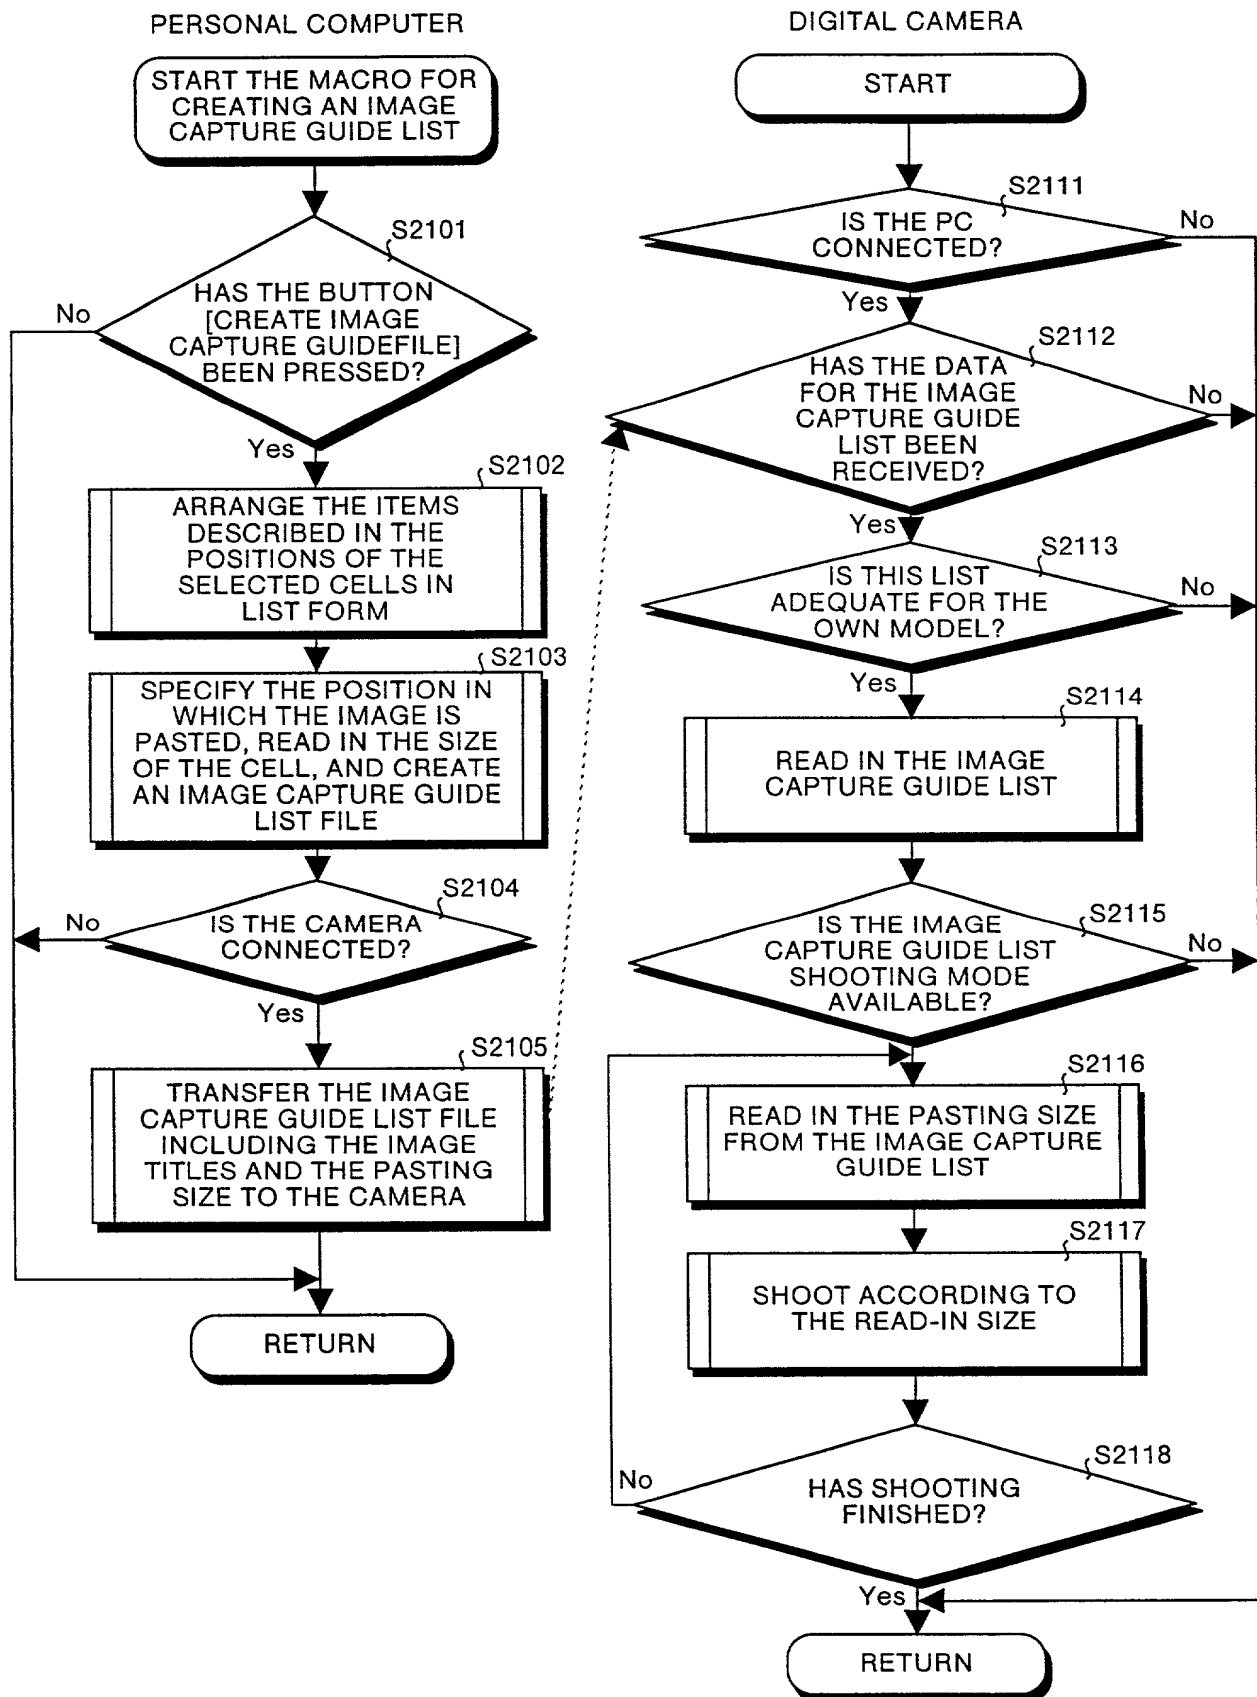 PERSONAL COMPUTER
START THE MACRO FOR
CREATING AN IMAGE
CAPTURE GUIDE LIST
S2101
HAS THE BUTTON
[CREATE IMAGE
CAPTURE GUIDEFILE]
BEEN PRESSED?
No
Yes
S2102
ARRANGE THE ITEMS
DESCRIBED IN THE
POSITIONS OF THE
SELECTED CELLS IN
LIST FORM
S2103
SPECIFY THE POSITION IN
WHICH THE IMAGE IS
PASTED, READ IN THE SIZE
OF THE CELL, AND CREATE
AN IMAGE CAPTURE GUIDE
LIST FILE
S2104
No
IS THE CAMERA
CONNECTED?
Yes
S2105
TRANSFER THE IMAGE
CAPTURE GUIDE LIST FILE
INCLUDING THE IMAGE
TITLES AND THE PASTING
SIZE TO THE CAMERA
RETURN
DIGITAL CAMERA
START
S2111
IS THE PC
CONNECTED?
No
Yes
S2112
HAS THE DATA
FOR THE IMAGE
CAPTURE GUIDE
LIST BEEN
RECEIVED?
No
Yes
S2113
IS THIS LIST
ADEQUATE FOR THE
OWN MODEL?
No
Yes
S2114
READ IN THE IMAGE
CAPTURE GUIDE LIST
S2115
IS THE IMAGE
CAPTURE GUIDE LIST
SHOOTING MODE
AVAILABLE?
No
S2116
READ IN THE PASTING SIZE
FROM THE IMAGE CAPTURE
GUIDE LIST
S2117
SHOOT ACCORDING TO
THE READ-IN SIZE
S2118
No
HAS SHOOTING
FINISHED?
Yes
RETURN